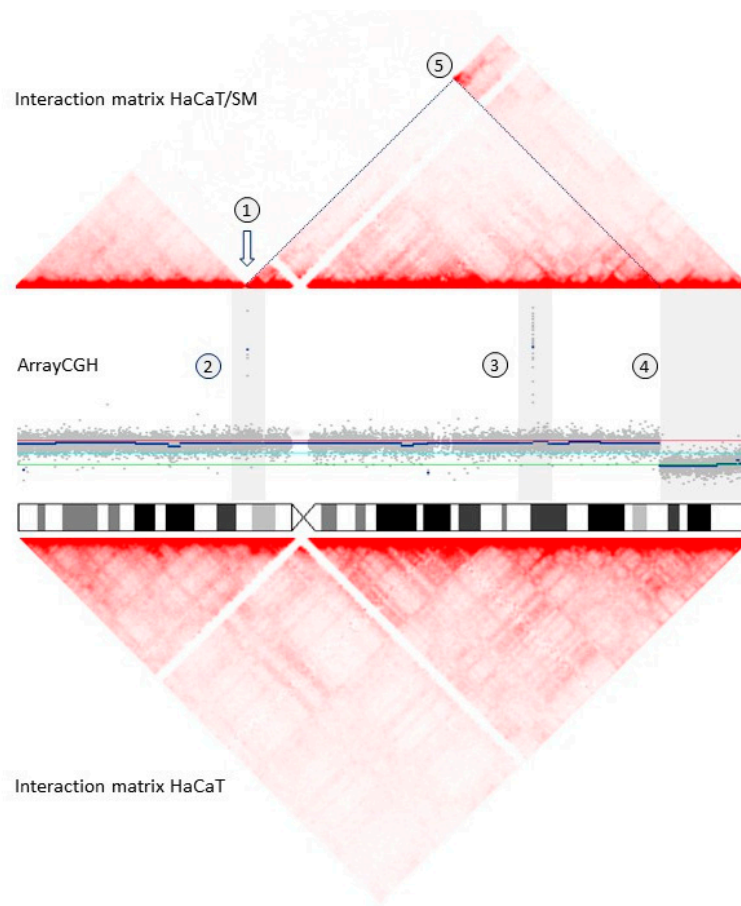 5
Interaction matrix HaCaT/SM
1
ArrayCGH
2
3
4
Interaction matrix HaCaT